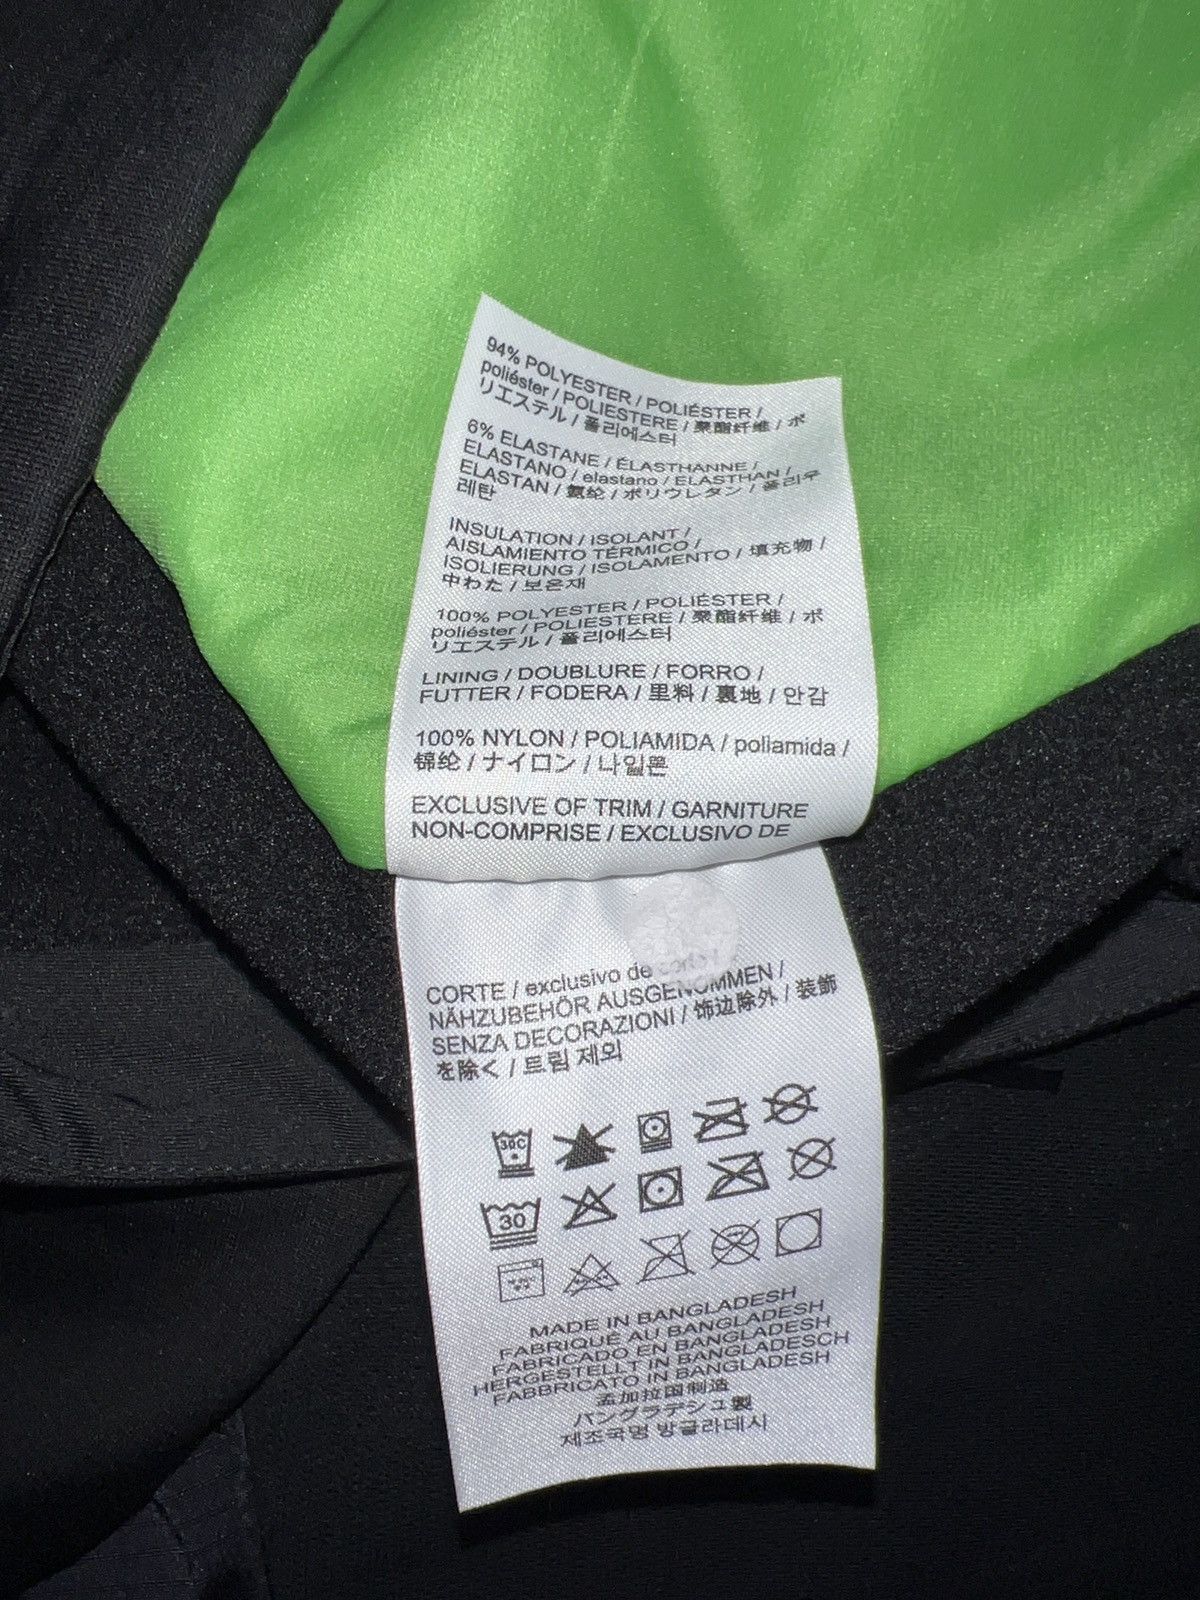 94% POLYESTER / POLIÉSTER /
poliéster / POLIESTERE / 聚酯纤维 / ポ
リエステル / 폴리에스터
6% ELASTANE / ÉLASTHANNE /
ELASTANO / elastano / ELASTHAN /
ELASTAN / 氨纶 / ポリウレタン / 폴리우
레탄
INSULATION / ISOLANT /
AISLAMIENTO TÉRMICO /
ISOLIERUNG / ISOLAMENTO / 填充物 /
中わた / 보온재
100% POLYESTER / POLIÉSTER /
poliéster / POLIESTERE / 聚酯纤维 / ポ
リエステル / 폴리에스터
LINING / DOUBLURE / FORRO /
FUTTER / FODERA / 里料 / 裏地 / 안감
100% NYLON / POLIAMIDA / poliamida /
锦纶 / ナイロン / 나일론
EXCLUSIVE OF TRIM / GARNITURE
NON-COMPRISE / EXCLUSIVO DE
CORTE / exclusivo de
NÄHZUBEHÖR AUSGENOMMEN /
SENZA DECORAZIONI / 饰边除外 / 装飾
を除く / 트림 제외
30C
30
MADE IN BANGLADESH
FABRIQUÉ AU BANGLADESH
FABRICADO EN BANGLADESH
HERGESTELLT IN BANGLADESCH
FABBRICATO IN BANGLADESH
孟加拉国制造
バングラデシュ製
제조국명 방글라데시